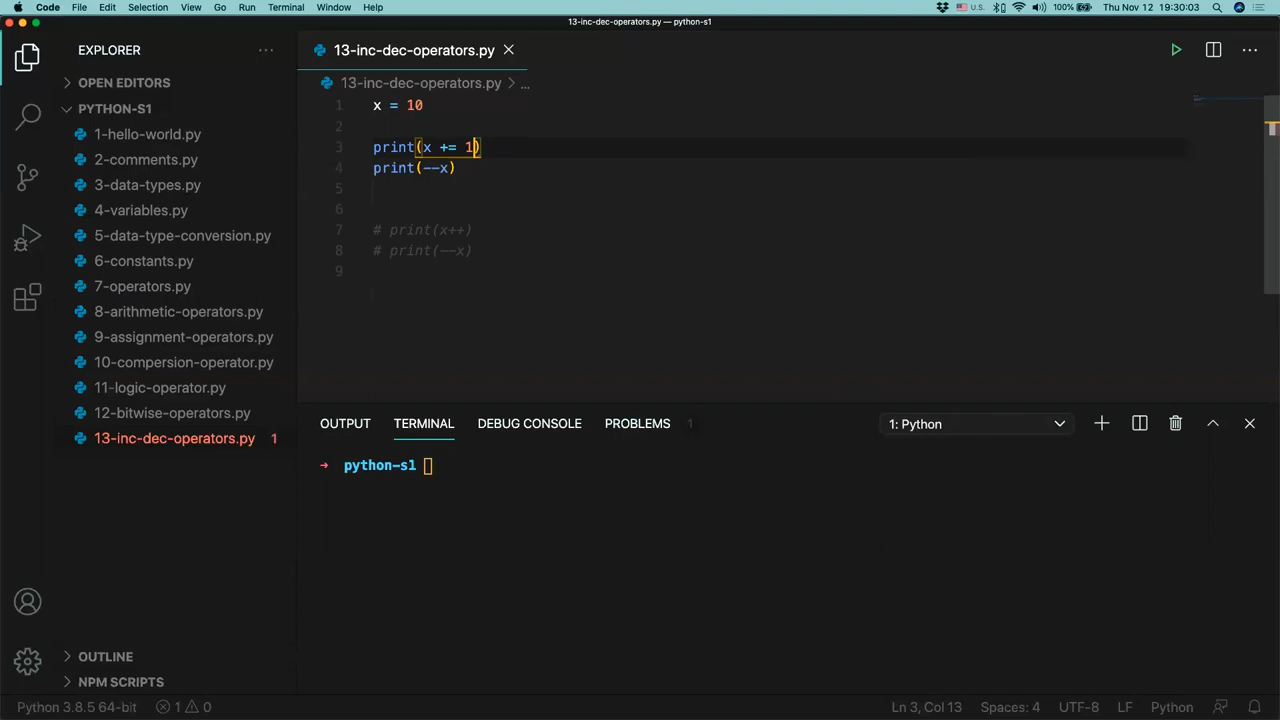 Code File Edit Selection View Go Run Terminal Window Help U.S. 100% Thu Nov 12 19:30:03
13-inc-dec-operators.py — python-s1
EXPLORER ...
OPEN EDITORS
PYTHON-S1
1-hello-world.py
2-comments.py
3-data-types.py
4-variables.py
5-data-type-conversion.py
6-constants.py
7-operators.py
8-arithmetic-operators.py
9-assignment-operators.py
10-compersion-operator.py
11-logic-operator.py
12-bitwise-operators.py
13-inc-dec-operators.py 1
OUTLINE
NPM SCRIPTS
13-inc-dec-operators.py
13-inc-dec-operators.py > ...
1 x = 10
2
3 print(x += 1)
4 print(--x)
5
6
7 # print(x++)
8 # print(--x)
9
OUTPUT TERMINAL DEBUG CONSOLE PROBLEMS 1 1: Python
→ python-s1
Python 3.8.5 64-bit 1 0 Ln 3, Col 13 Spaces: 4 UTF-8 LF Python